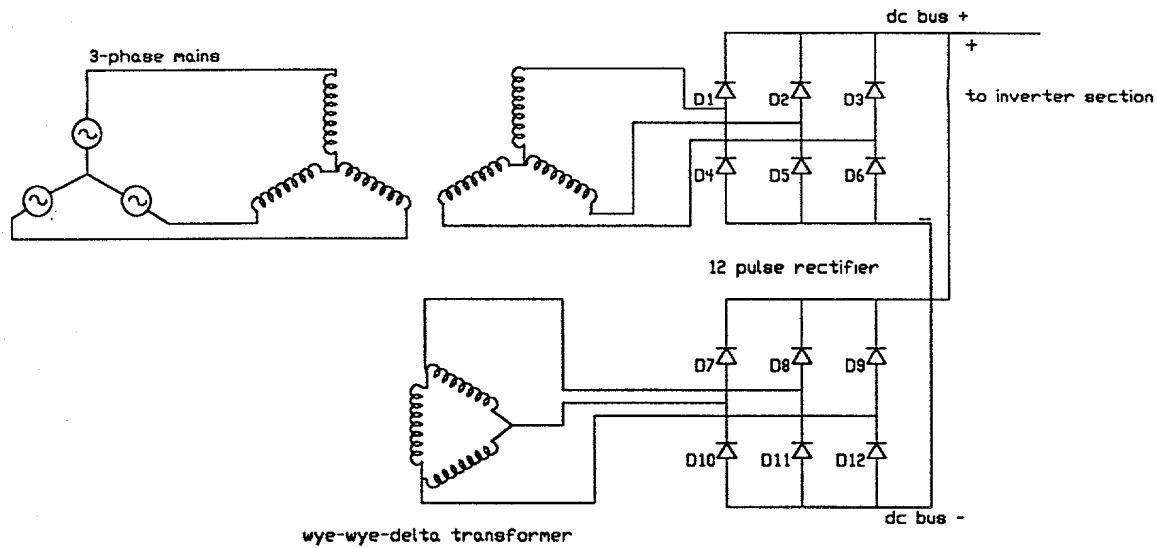 dc bus +
3-phase mains
+
D1 D2 D3
to inverter section
D4 D5 D6
-
12 pulse rectifier
D7 D8 D9
D10 D11 D12
dc bus -
wye-wye-delta transformer